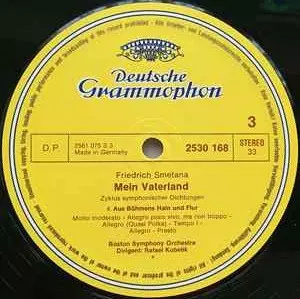 Deutsche
Grammophon
3
D.P.
2561 075 S 3
Made in Germany
2530 168
STEREO
33
Friedrich Smetana
Mein Vaterland
Zyklus symphonischer Dichtungen
4. Aus Böhmens Hain und Flur
Molto moderato - Allegro poco vivo, ma non troppo -
Allegro (Quasi Polka) - Tempo I -
Allegro - Presto
Boston Symphony Orchestra
Dirigent: Rafael Kubelik